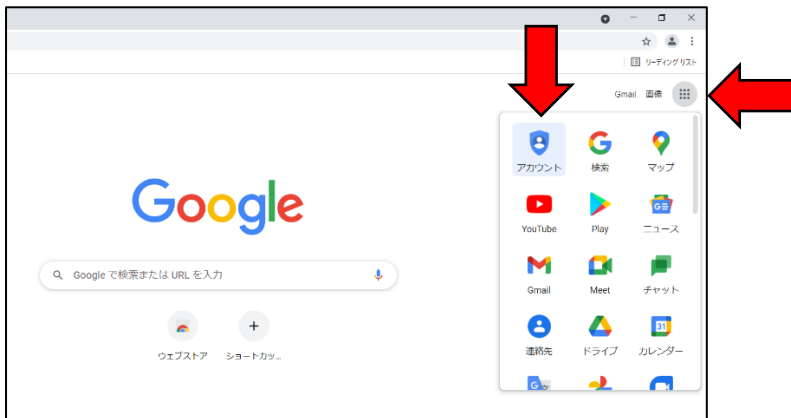 リーディング リスト
Gmail 画像
アカウント 検索 マップ
YouTube Play ニュース
Gmail Meet チャット
31
連絡先 ドライブ カレンダー
Google
Google で検索または URL を入力
ウェブストア ショートカッ...